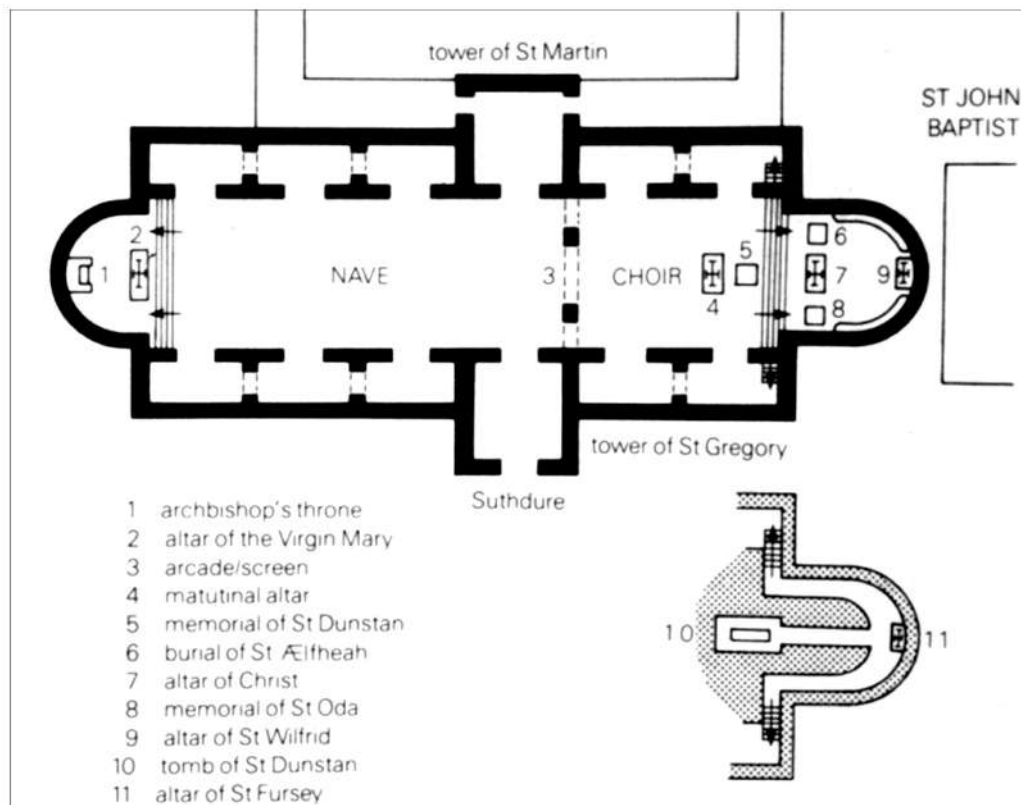 tower of St Martin
ST JOHN
BAPTIST
2
1
NAVE
3
CHOIR
5
4
6
7
9
8
tower of St Gregory
Suthdure
1 archbishop's throne
2 altar of the Virgin Mary
3 arcade/screen
4 matutinal altar
5 memorial of St Dunstan
6 burial of St Ælfheah
7 altar of Christ
8 memorial of St Oda
9 altar of St Wilfrid
10 tomb of St Dunstan
11 altar of St Fursey
10
11